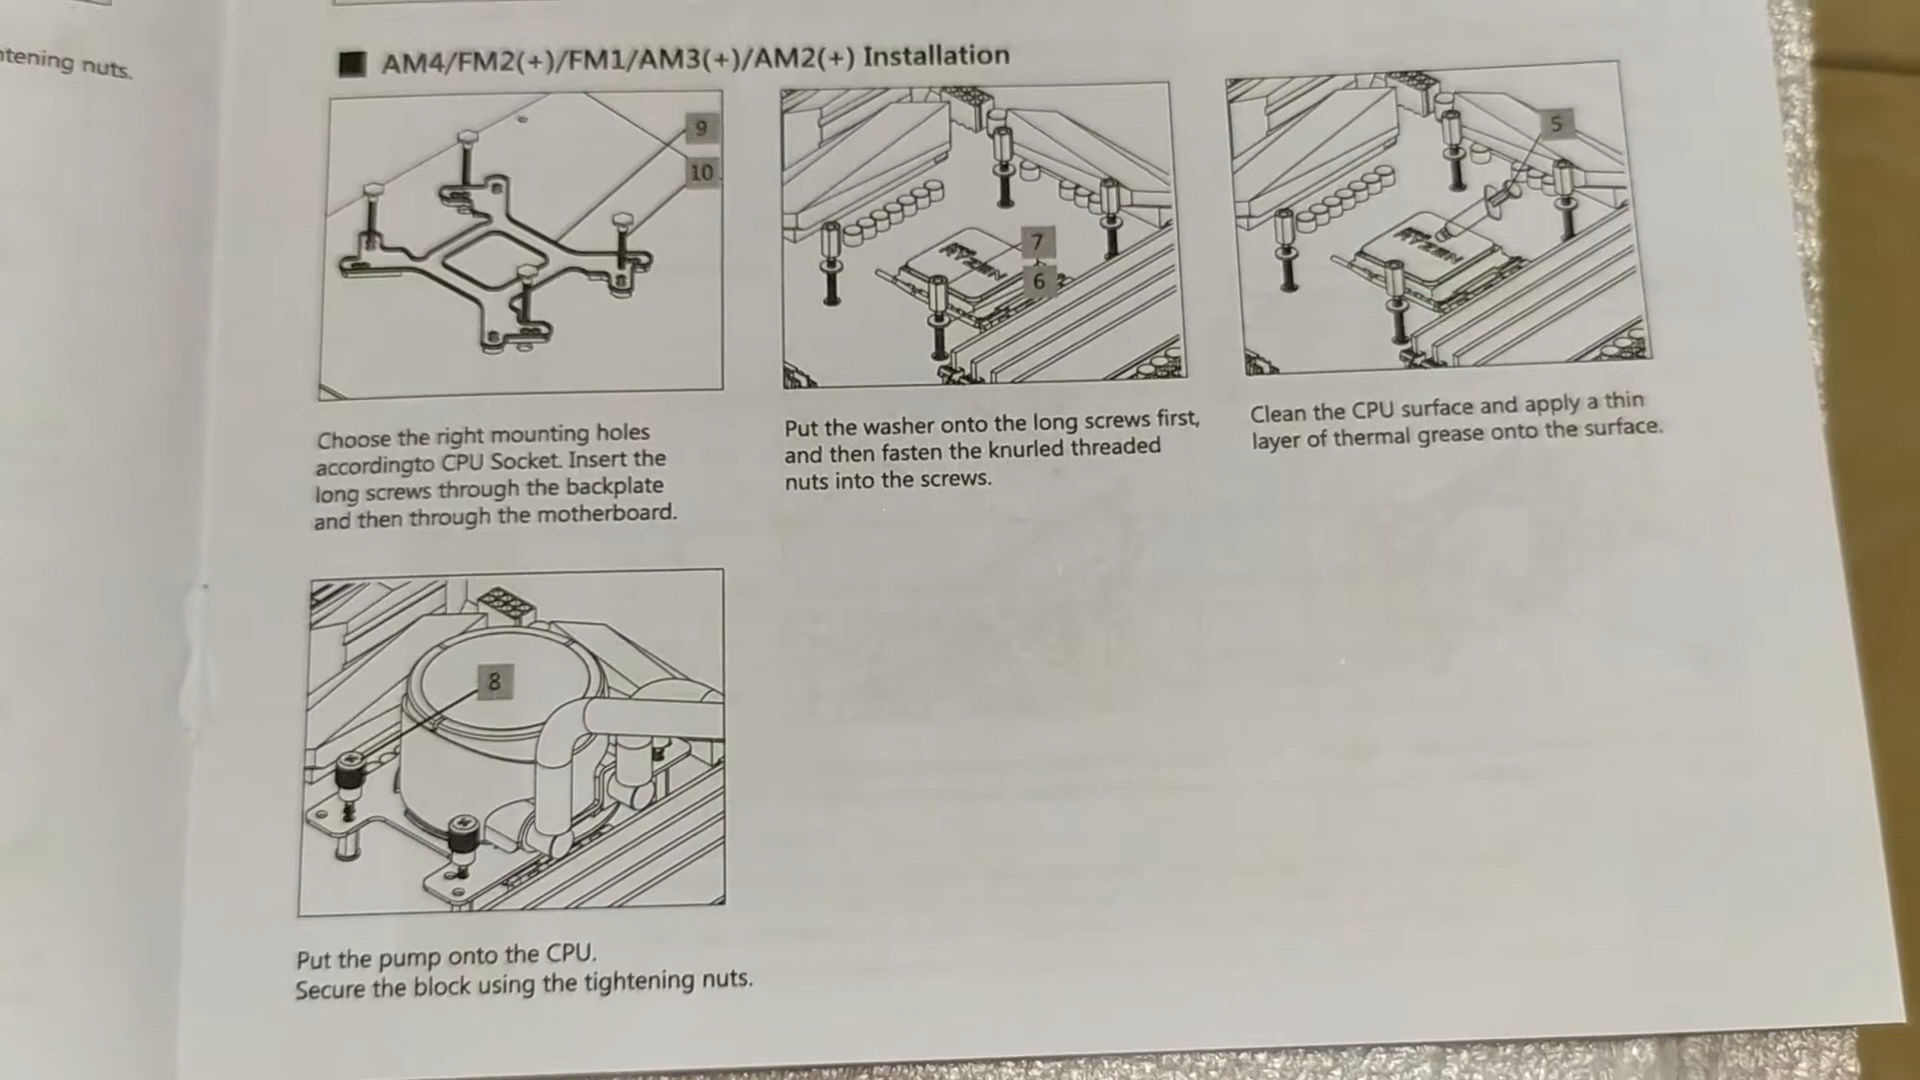 tening nuts.
AM4/FM2(+)/FM1/AM3(+)/AM2(+) Installation
9
10
7
6
RYZEN
5
RYZEN
Choose the right mounting holes
accordingto CPU Socket. Insert the
long screws through the backplate
and then through the motherboard.
Put the washer onto the long screws first,
and then fasten the knurled threaded
nuts into the screws.
Clean the CPU surface and apply a thin
layer of thermal grease onto the surface.
8
Put the pump onto the CPU.
Secure the block using the tightening nuts.